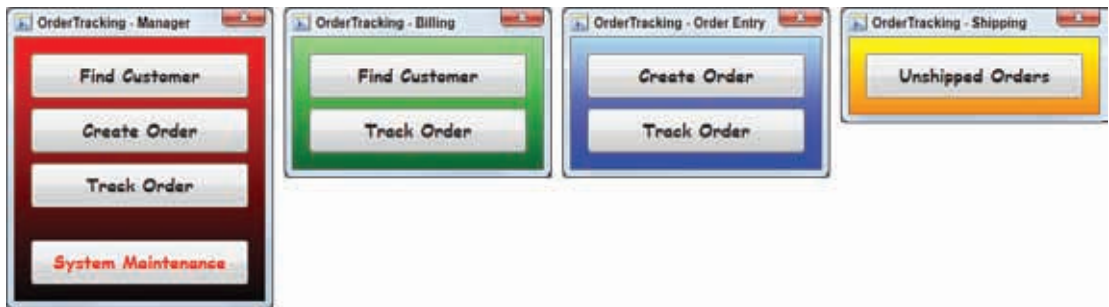 OrderTracking - Manager
Find Customer
Create Order
Track Order
System Maintenance
OrderTracking - Billing
Find Customer
Track Order
OrderTracking - Order Entry
Create Order
Track Order
OrderTracking - Shipping
Unshipped Orders